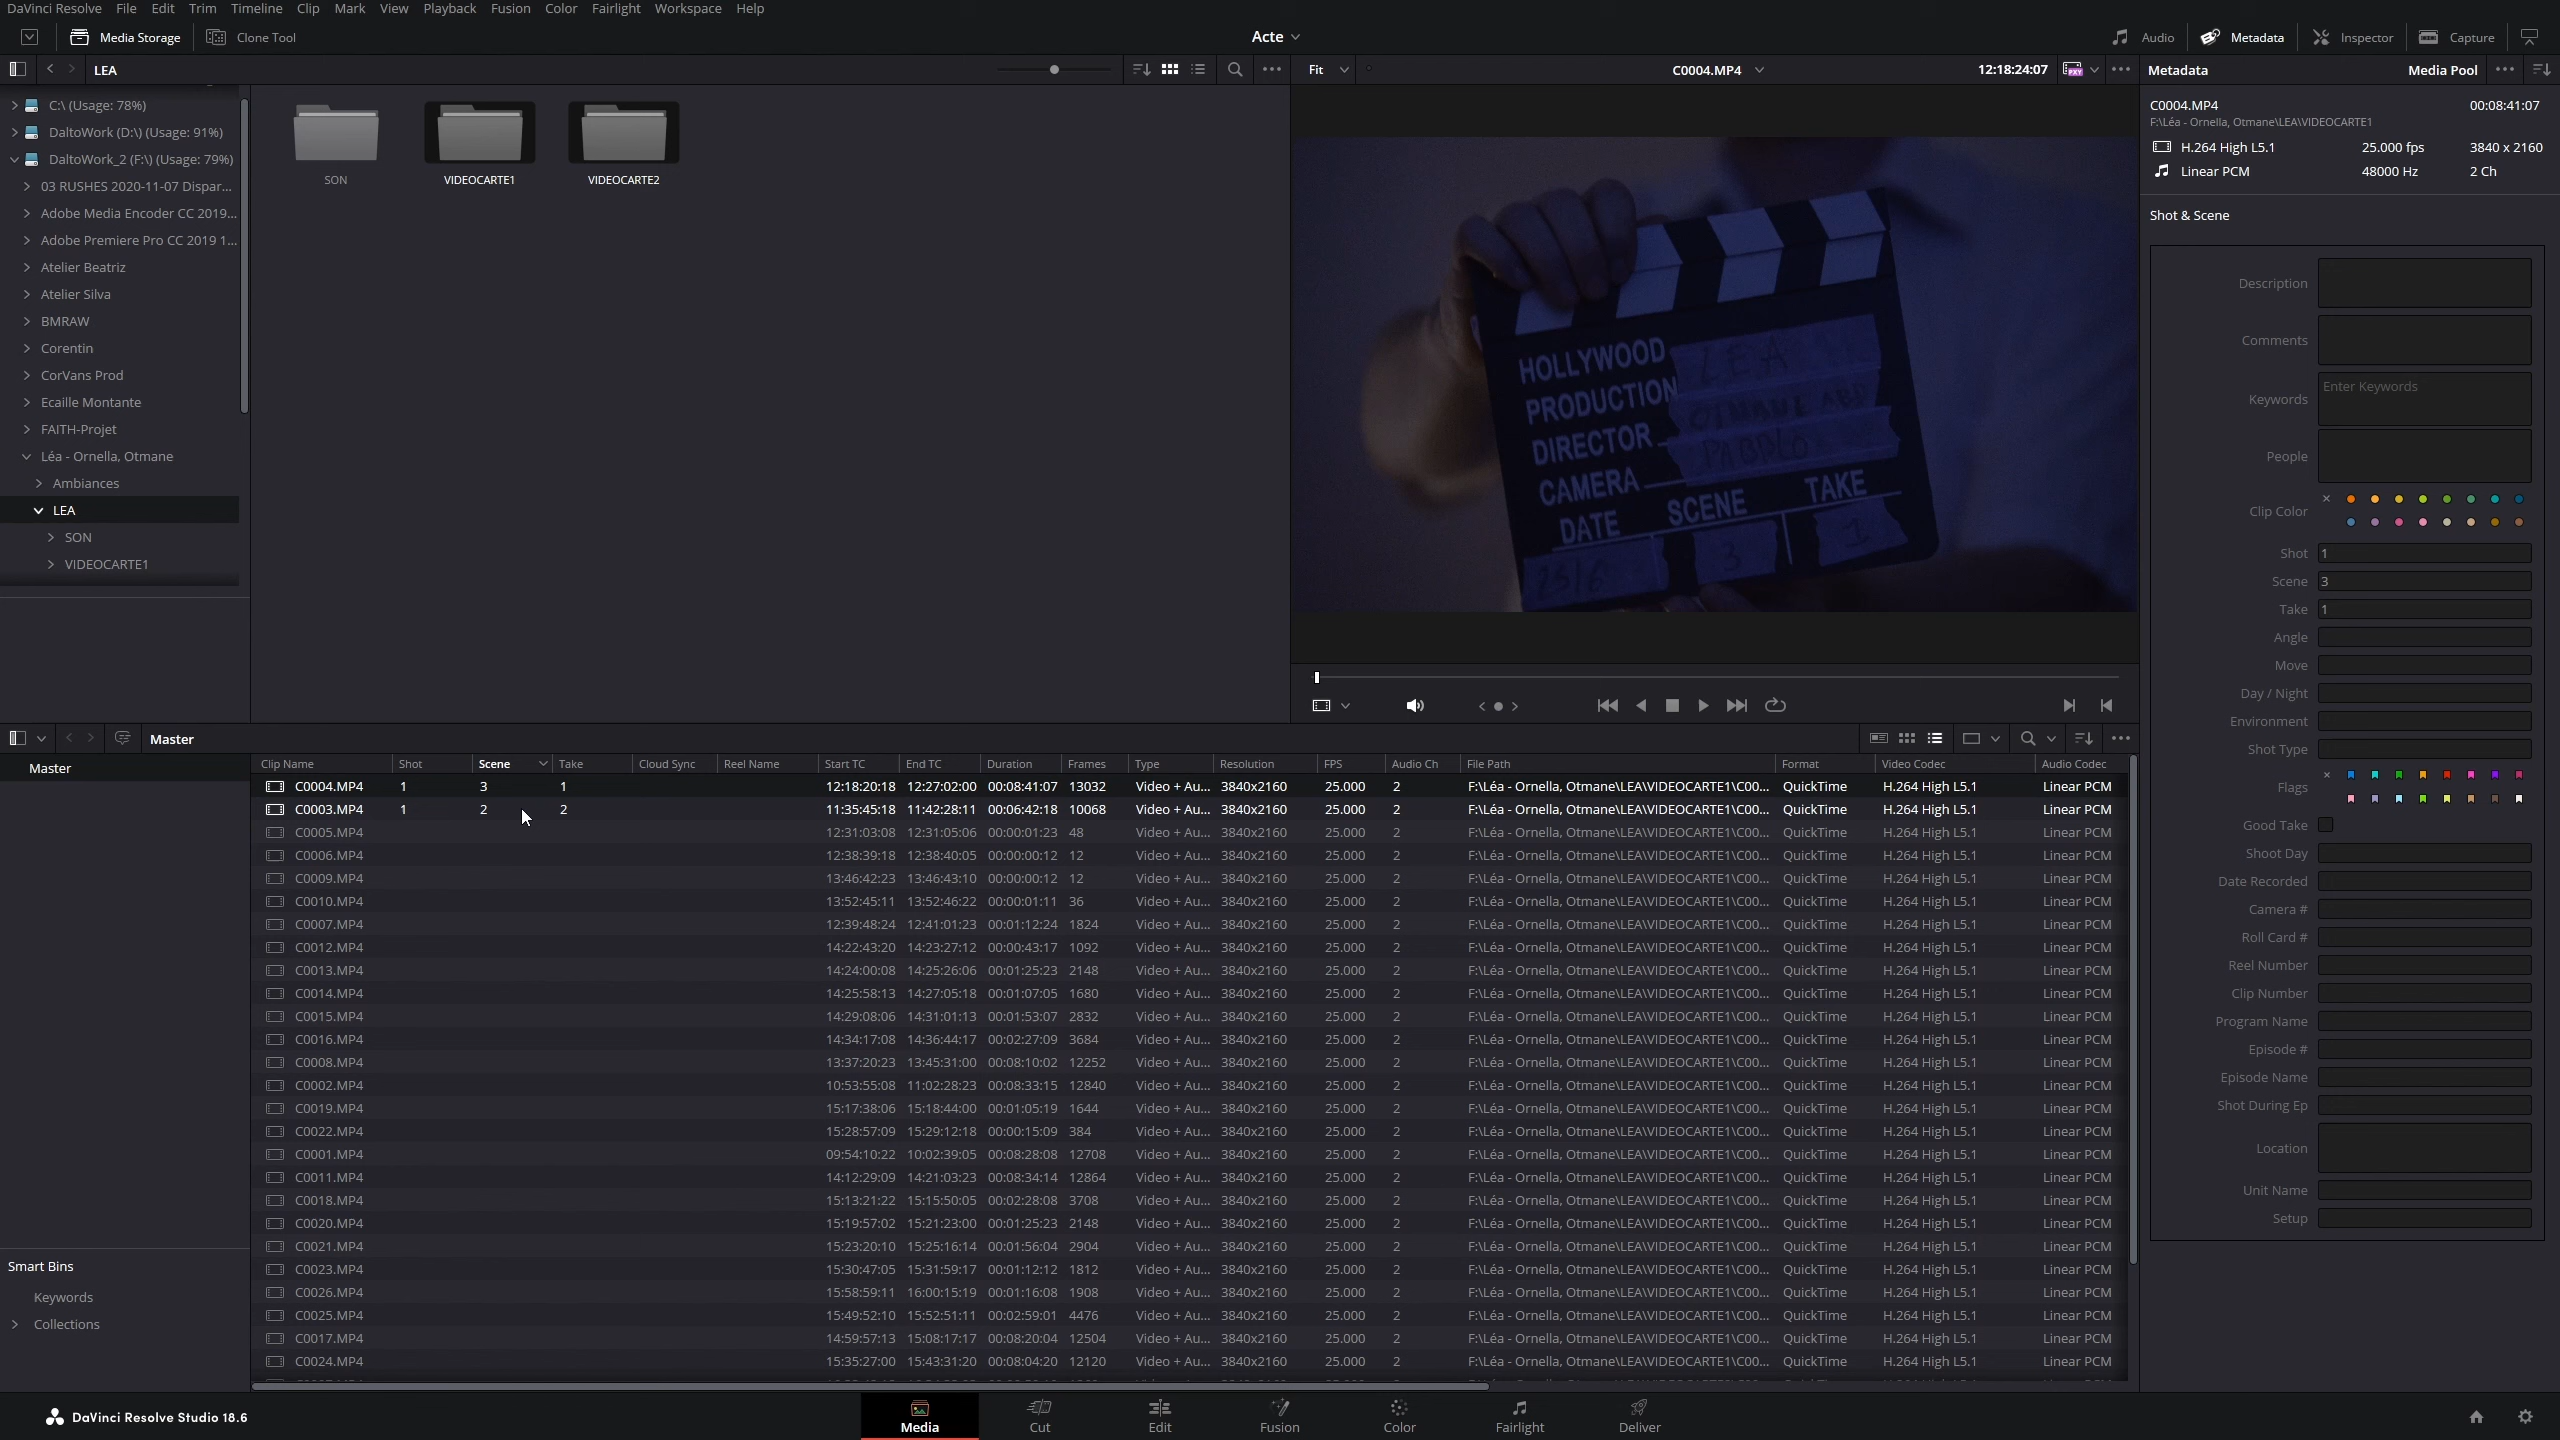 DaVinci Resolve File Edit Trim Timeline Clip Mark View Playback Fusion Color Fairlight Workspace Help
Media Storage Clone Tool Acte Audio Metadata Inspector Capture
LEA Fit C0004.MP4 12:18:24:07 PXY Metadata Media Pool
C:\ (Usage: 78%)
DaltoWork (D:\) (Usage: 91%)
DaltoWork_2 (F:\) (Usage: 79%)
03 RUSHES 2020-11-07 Dispar...
Adobe Media Encoder CC 2019...
Adobe Premiere Pro CC 2019 1...
Atelier Beatriz
Atelier Silva
BMRAW
Corentin
CorVans Prod
Ecaille Montante
FAITH-Projet
Léa - Ornella, Otmane
Ambiances
LEA
SON
VIDEOCARTE1
SON VIDEOCARTE1 VIDEOCARTE2
HOLLYWOOD LEA
PRODUCTION
DIRECTOR PABBLO
CAMERA
DATE SCENE TAKE
3 1
C0004.MP4 00:08:41:07
F:\Léa - Ornella, Otmane\LEA\VIDEOCARTE1
H.264 High L5.1 25.000 fps 3840 x 2160
Linear PCM 48000 Hz 2 Ch
Shot & Scene
Description
Comments
Keywords Enter Keywords
People
Clip Color
Shot 1
Scene 3
Take 1
Angle
Move
Day / Night
Environment
Shot Type
Flags
Good Take
Shoot Day
Date Recorded
Camera #
Roll Card #
Reel Number
Clip Number
Program Name
Episode #
Episode Name
Shot During Ep
Location
Unit Name
Setup
Master
Master
Clip Name Shot Scene Take Cloud Sync Reel Name Start TC End TC Duration Frames Type Resolution FPS Audio Ch File Path Format Video Codec Audio Codec
C0004.MP4 1 3 1 12:18:20:18 12:27:02:00 00:08:41:07 13032 Video + Au... 3840x2160 25.000 2 F:\Léa - Ornella, Otmane\LEA\VIDEOCARTE1\C00... QuickTime H.264 High L5.1 Linear PCM
C0003.MP4 1 2 2 11:35:45:18 11:42:28:11 00:06:42:18 10068 Video + Au... 3840x2160 25.000 2 F:\Léa - Ornella, Otmane\LEA\VIDEOCARTE1\C00... QuickTime H.264 High L5.1 Linear PCM
C0005.MP4 12:31:03:08 12:31:05:06 00:00:01:23 48 Video + Au... 3840x2160 25.000 2 F:\Léa - Ornella, Otmane\LEA\VIDEOCARTE1\C00... QuickTime H.264 High L5.1 Linear PCM
C0006.MP4 12:38:39:18 12:38:40:05 00:00:00:12 12 Video + Au... 3840x2160 25.000 2 F:\Léa - Ornella, Otmane\LEA\VIDEOCARTE1\C00... QuickTime H.264 High L5.1 Linear PCM
C0009.MP4 13:46:42:23 13:46:43:10 00:00:00:12 12 Video + Au... 3840x2160 25.000 2 F:\Léa - Ornella, Otmane\LEA\VIDEOCARTE1\C00... QuickTime H.264 High L5.1 Linear PCM
C0010.MP4 13:52:45:11 13:52:46:22 00:00:01:11 36 Video + Au... 3840x2160 25.000 2 F:\Léa - Ornella, Otmane\LEA\VIDEOCARTE1\C00... QuickTime H.264 High L5.1 Linear PCM
C0007.MP4 12:39:48:24 12:41:01:23 00:01:12:24 1824 Video + Au... 3840x2160 25.000 2 F:\Léa - Ornella, Otmane\LEA\VIDEOCARTE1\C00... QuickTime H.264 High L5.1 Linear PCM
C0012.MP4 14:22:43:20 14:23:27:12 00:00:43:17 1092 Video + Au... 3840x2160 25.000 2 F:\Léa - Ornella, Otmane\LEA\VIDEOCARTE1\C00... QuickTime H.264 High L5.1 Linear PCM
C0013.MP4 14:24:00:08 14:25:26:06 00:01:25:23 2148 Video + Au... 3840x2160 25.000 2 F:\Léa - Ornella, Otmane\LEA\VIDEOCARTE1\C00... QuickTime H.264 High L5.1 Linear PCM
C0014.MP4 14:25:58:13 14:27:05:18 00:01:07:05 1680 Video + Au... 3840x2160 25.000 2 F:\Léa - Ornella, Otmane\LEA\VIDEOCARTE1\C00... QuickTime H.264 High L5.1 Linear PCM
C0015.MP4 14:29:08:06 14:31:01:13 00:01:53:07 2832 Video + Au... 3840x2160 25.000 2 F:\Léa - Ornella, Otmane\LEA\VIDEOCARTE1\C00... QuickTime H.264 High L5.1 Linear PCM
C0016.MP4 14:34:17:08 14:36:44:17 00:02:27:09 3684 Video + Au... 3840x2160 25.000 2 F:\Léa - Ornella, Otmane\LEA\VIDEOCARTE1\C00... QuickTime H.264 High L5.1 Linear PCM
C0008.MP4 13:37:20:23 13:45:31:00 00:08:10:02 12252 Video + Au... 3840x2160 25.000 2 F:\Léa - Ornella, Otmane\LEA\VIDEOCARTE1\C00... QuickTime H.264 High L5.1 Linear PCM
C0002.MP4 10:53:55:08 11:02:28:23 00:08:33:15 12840 Video + Au... 3840x2160 25.000 2 F:\Léa - Ornella, Otmane\LEA\VIDEOCARTE1\C00... QuickTime H.264 High L5.1 Linear PCM
C0019.MP4 15:17:38:06 15:18:44:00 00:01:05:19 1644 Video + Au... 3840x2160 25.000 2 F:\Léa - Ornella, Otmane\LEA\VIDEOCARTE1\C00... QuickTime H.264 High L5.1 Linear PCM
C0022.MP4 15:28:57:09 15:29:12:18 00:00:15:09 384 Video + Au... 3840x2160 25.000 2 F:\Léa - Ornella, Otmane\LEA\VIDEOCARTE1\C00... QuickTime H.264 High L5.1 Linear PCM
C0001.MP4 09:54:10:22 10:02:39:05 00:08:28:08 12708 Video + Au... 3840x2160 25.000 2 F:\Léa - Ornella, Otmane\LEA\VIDEOCARTE1\C00... QuickTime H.264 High L5.1 Linear PCM
C0011.MP4 14:12:29:09 14:21:03:23 00:08:34:14 12864 Video + Au... 3840x2160 25.000 2 F:\Léa - Ornella, Otmane\LEA\VIDEOCARTE1\C00... QuickTime H.264 High L5.1 Linear PCM
C0018.MP4 15:13:21:22 15:15:50:05 00:02:28:08 3708 Video + Au... 3840x2160 25.000 2 F:\Léa - Ornella, Otmane\LEA\VIDEOCARTE1\C00... QuickTime H.264 High L5.1 Linear PCM
C0020.MP4 15:19:57:02 15:21:23:00 00:01:25:23 2148 Video + Au... 3840x2160 25.000 2 F:\Léa - Ornella, Otmane\LEA\VIDEOCARTE1\C00... QuickTime H.264 High L5.1 Linear PCM
C0021.MP4 15:23:20:10 15:25:16:14 00:01:56:04 2904 Video + Au... 3840x2160 25.000 2 F:\Léa - Ornella, Otmane\LEA\VIDEOCARTE1\C00... QuickTime H.264 High L5.1 Linear PCM
C0023.MP4 15:30:47:05 15:31:59:17 00:01:12:12 1812 Video + Au... 3840x2160 25.000 2 F:\Léa - Ornella, Otmane\LEA\VIDEOCARTE1\C00... QuickTime H.264 High L5.1 Linear PCM
C0026.MP4 15:58:59:11 16:00:15:19 00:01:16:08 1908 Video + Au... 3840x2160 25.000 2 F:\Léa - Ornella, Otmane\LEA\VIDEOCARTE1\C00... QuickTime H.264 High L5.1 Linear PCM
C0025.MP4 15:49:52:10 15:52:51:11 00:02:59:01 4476 Video + Au... 3840x2160 25.000 2 F:\Léa - Ornella, Otmane\LEA\VIDEOCARTE1\C00... QuickTime H.264 High L5.1 Linear PCM
C0017.MP4 14:59:57:13 15:08:17:17 00:08:20:04 12504 Video + Au... 3840x2160 25.000 2 F:\Léa - Ornella, Otmane\LEA\VIDEOCARTE1\C00... QuickTime H.264 High L5.1 Linear PCM
C0024.MP4 15:35:27:00 15:43:31:20 00:08:04:20 12120 Video + Au... 3840x2160 25.000 2 F:\Léa - Ornella, Otmane\LEA\VIDEOCARTE1\C00... QuickTime H.264 High L5.1 Linear PCM
Smart Bins
Keywords
Collections
DaVinci Resolve Studio 18.6 Media Cut Edit Fusion Color Fairlight Deliver